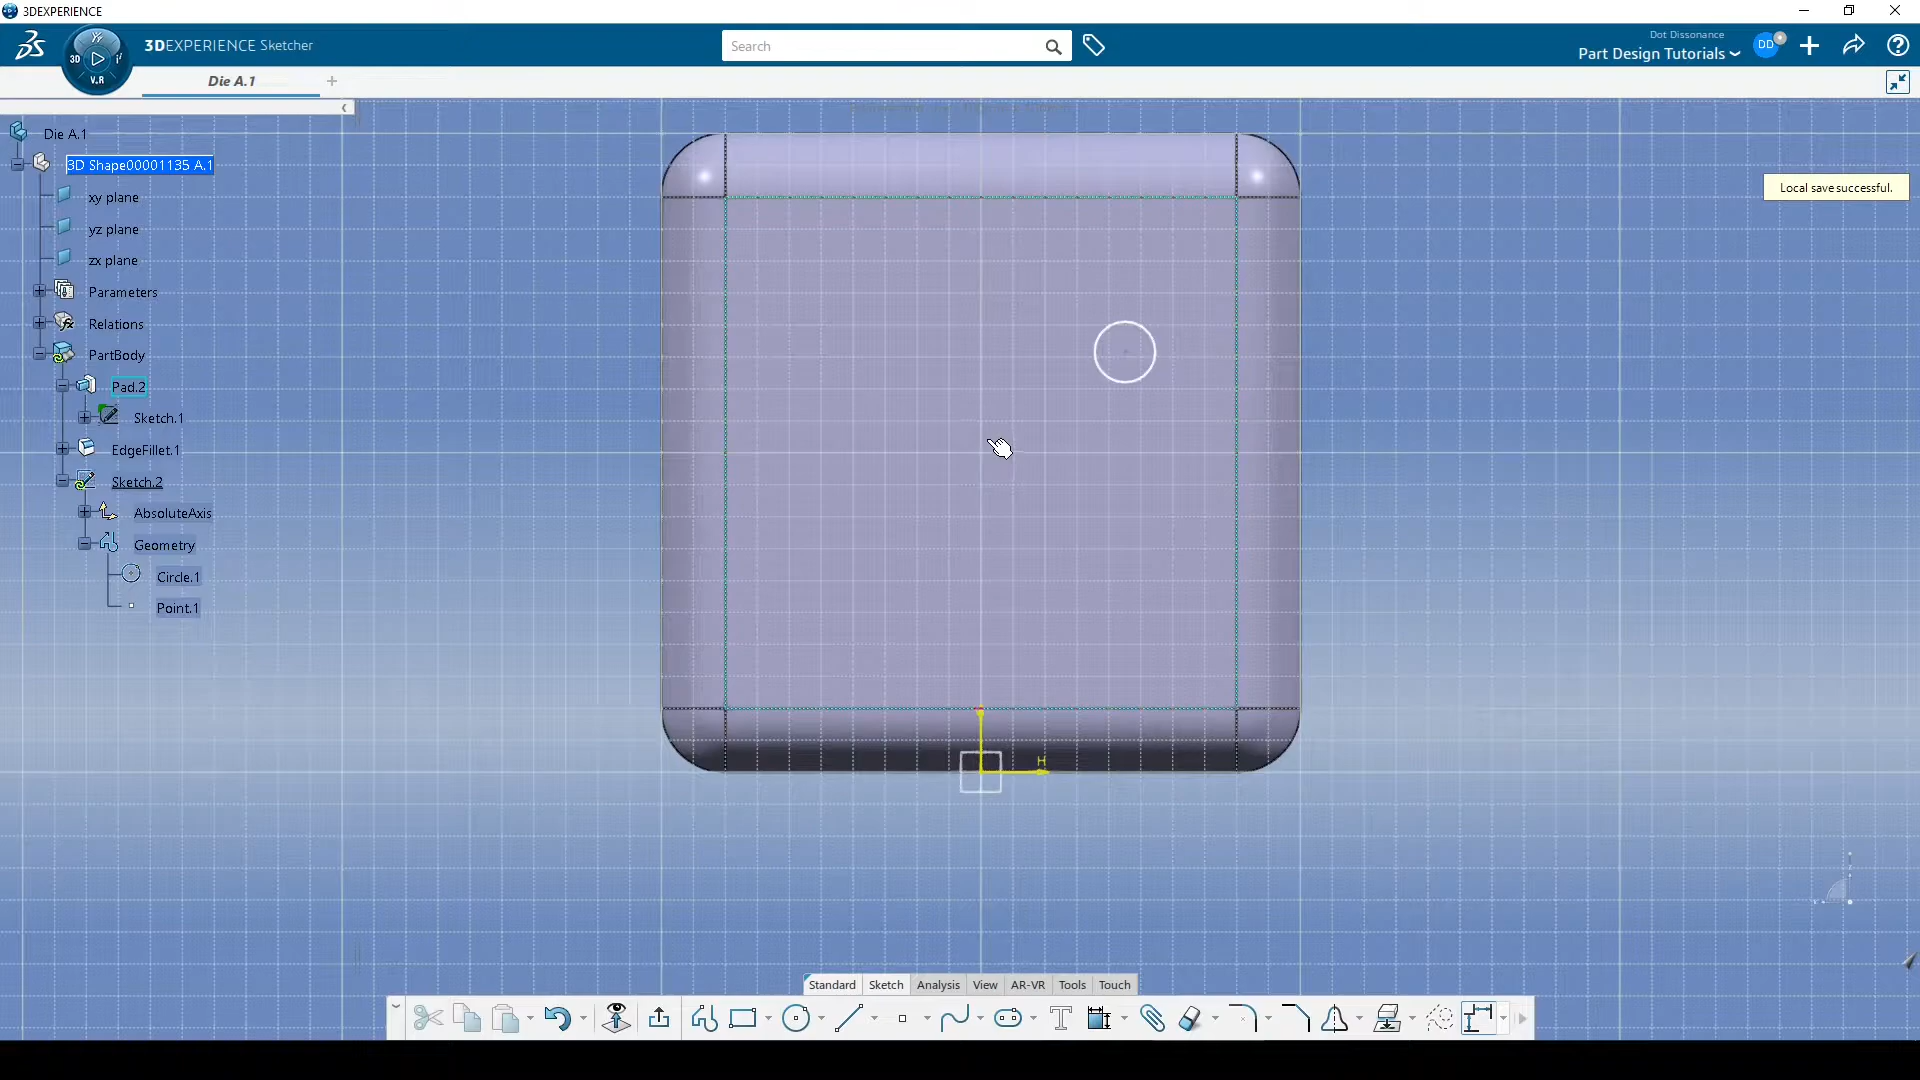 3DEXPERIENCE
3DEXPERIENCE Sketcher
3D
V.R
Search
Dot Dissonance
Part Design Tutorials
DD
Die A.1
Local save successful.
Die A.1
3D Shape00001135 A.1
xy plane
yz plane
zx plane
Parameters
Relations
PartBody
Pad.2
Sketch.1
EdgeFillet.1
Sketch.2
AbsoluteAxis
Geometry
Circle.1
Point.1
H
Standard
Sketch
Analysis
View
AR-VR
Tools
Touch